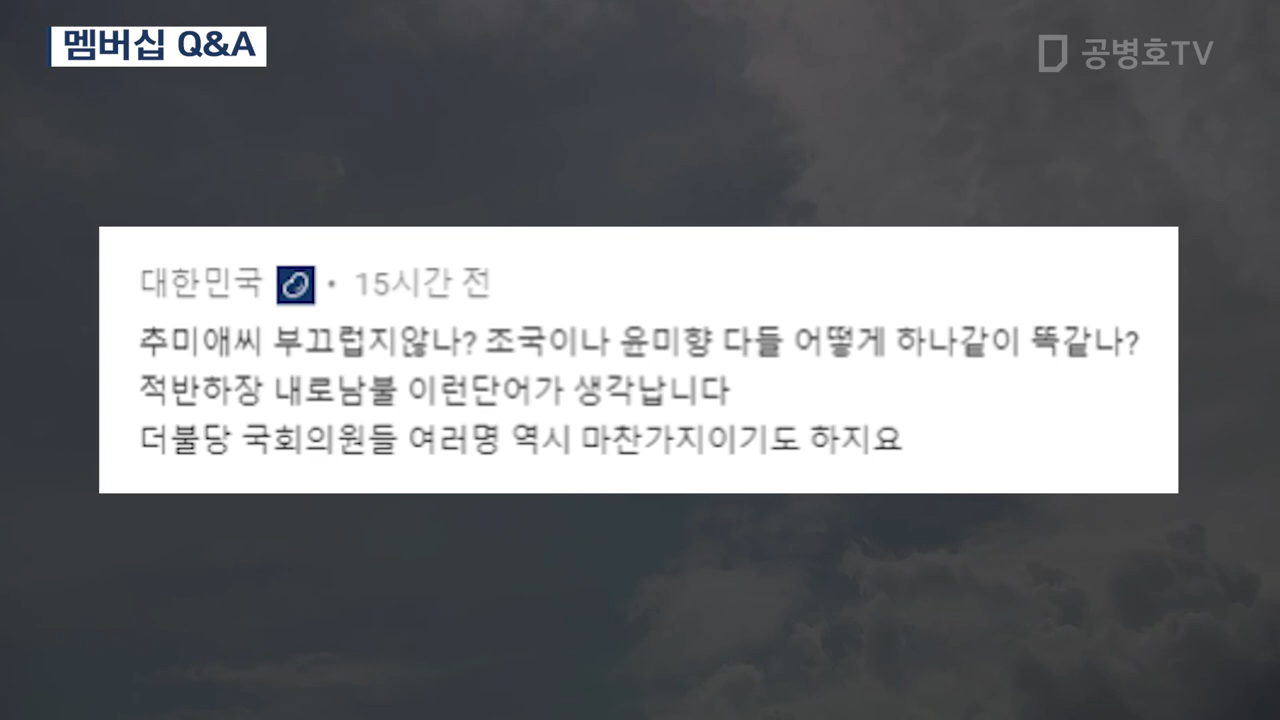 멤버십 Q&A
공병호TV
대한민국 • 15시간 전
추미애씨 부끄럽지않나? 조국이나 윤미향 다들 어떻게 하나같이 똑같나?
적반하장 내로남불 이런단어가 생각납니다
더불당 국회의원들 여러명 역시 마찬가지이기도 하지요